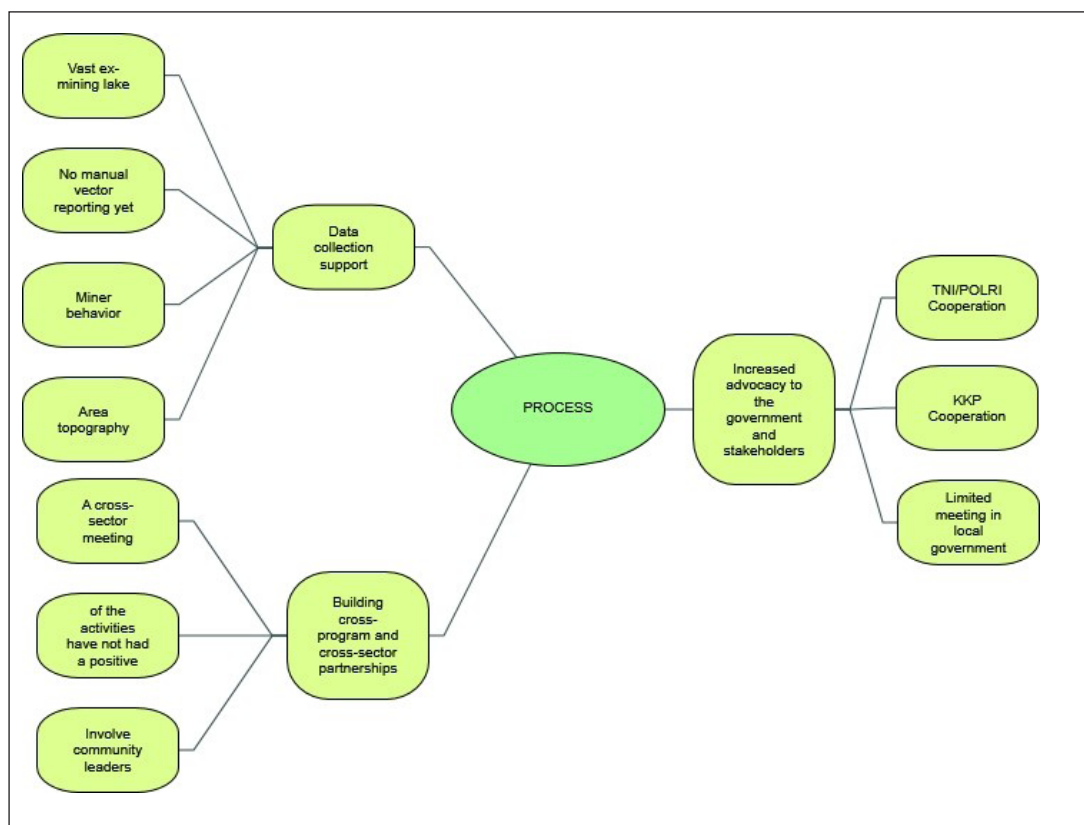 Vast ex-
mining lake
No manual
vector
reporting yet
Miner
behavior
Area
topography
Data
collection
support
A cross-
sector
meeting
of the
activities
have not had
a positive
Involve
community
leaders
Building
cross-
program and
cross-sector
partnerships
PROCESS
Increased
advocacy to
the
government
and
stakeholders
TNI/POLRI
Cooperation
KKP
Cooperation
Limited
meeting in
local
government